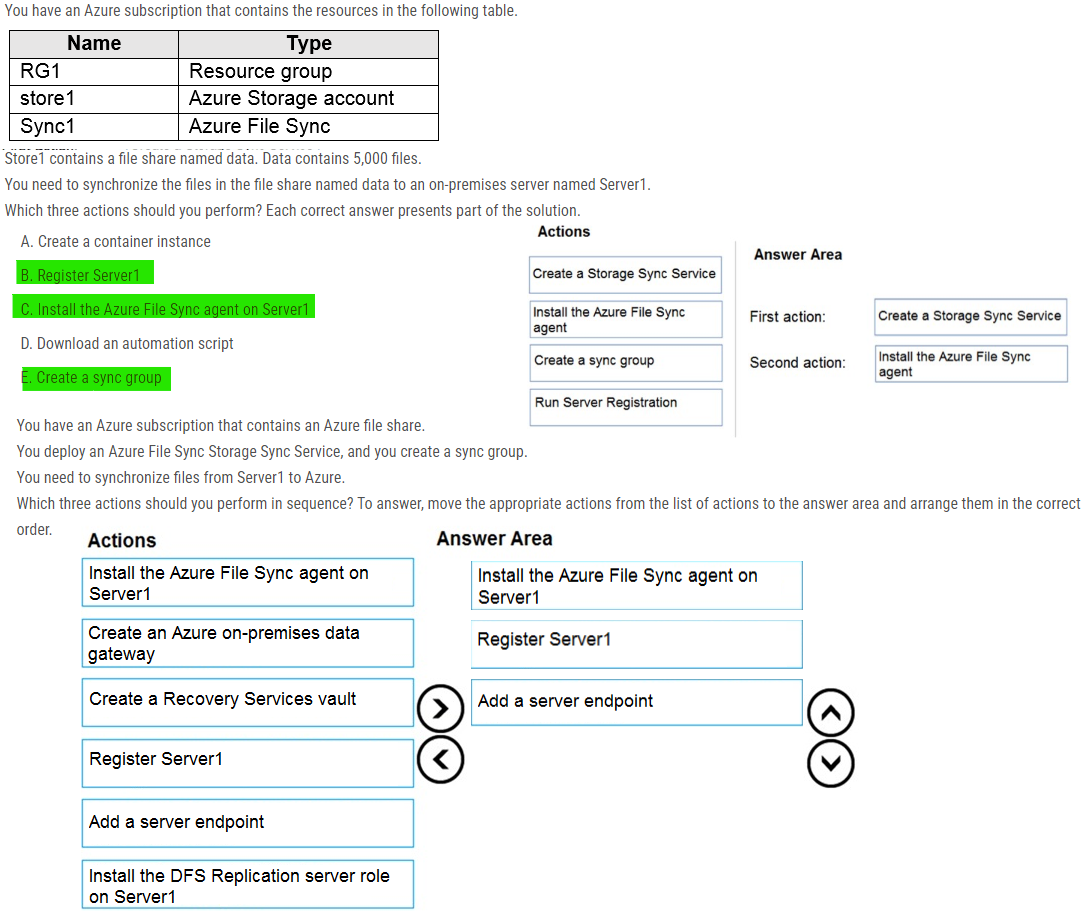 You have an Azure subscription that contains the resources in the following table.
Name Type
RG1 Resource group
store1 Azure Storage account
Sync1 Azure File Sync
Store1 contains a file share named data. Data contains 5,000 files.
You need to synchronize the files in the file share named data to an on-premises server named Server1.
Which three actions should you perform? Each correct answer presents part of the solution.
A. Create a container instance
B. Register Server1
C. Install the Azure File Sync agent on Server1
D. Download an automation script
E. Create a sync group
Actions
Create a Storage Sync Service
Install the Azure File Sync
agent
Create a sync group
Run Server Registration
Answer Area
First action: Create a Storage Sync Service
Second action: Install the Azure File Sync
agent
You have an Azure subscription that contains an Azure file share.
You deploy an Azure File Sync Storage Sync Service, and you create a sync group.
You need to synchronize files from Server1 to Azure.
Which three actions should you perform in sequence? To answer, move the appropriate actions from the list of actions to the answer area and arrange them in the correct
order.
Actions
Install the Azure File Sync agent on
Server1
Create an Azure on-premises data
gateway
Create a Recovery Services vault
Register Server1
Add a server endpoint
Install the DFS Replication server role
on Server1
Answer Area
Install the Azure File Sync agent on
Server1
Register Server1
Add a server endpoint